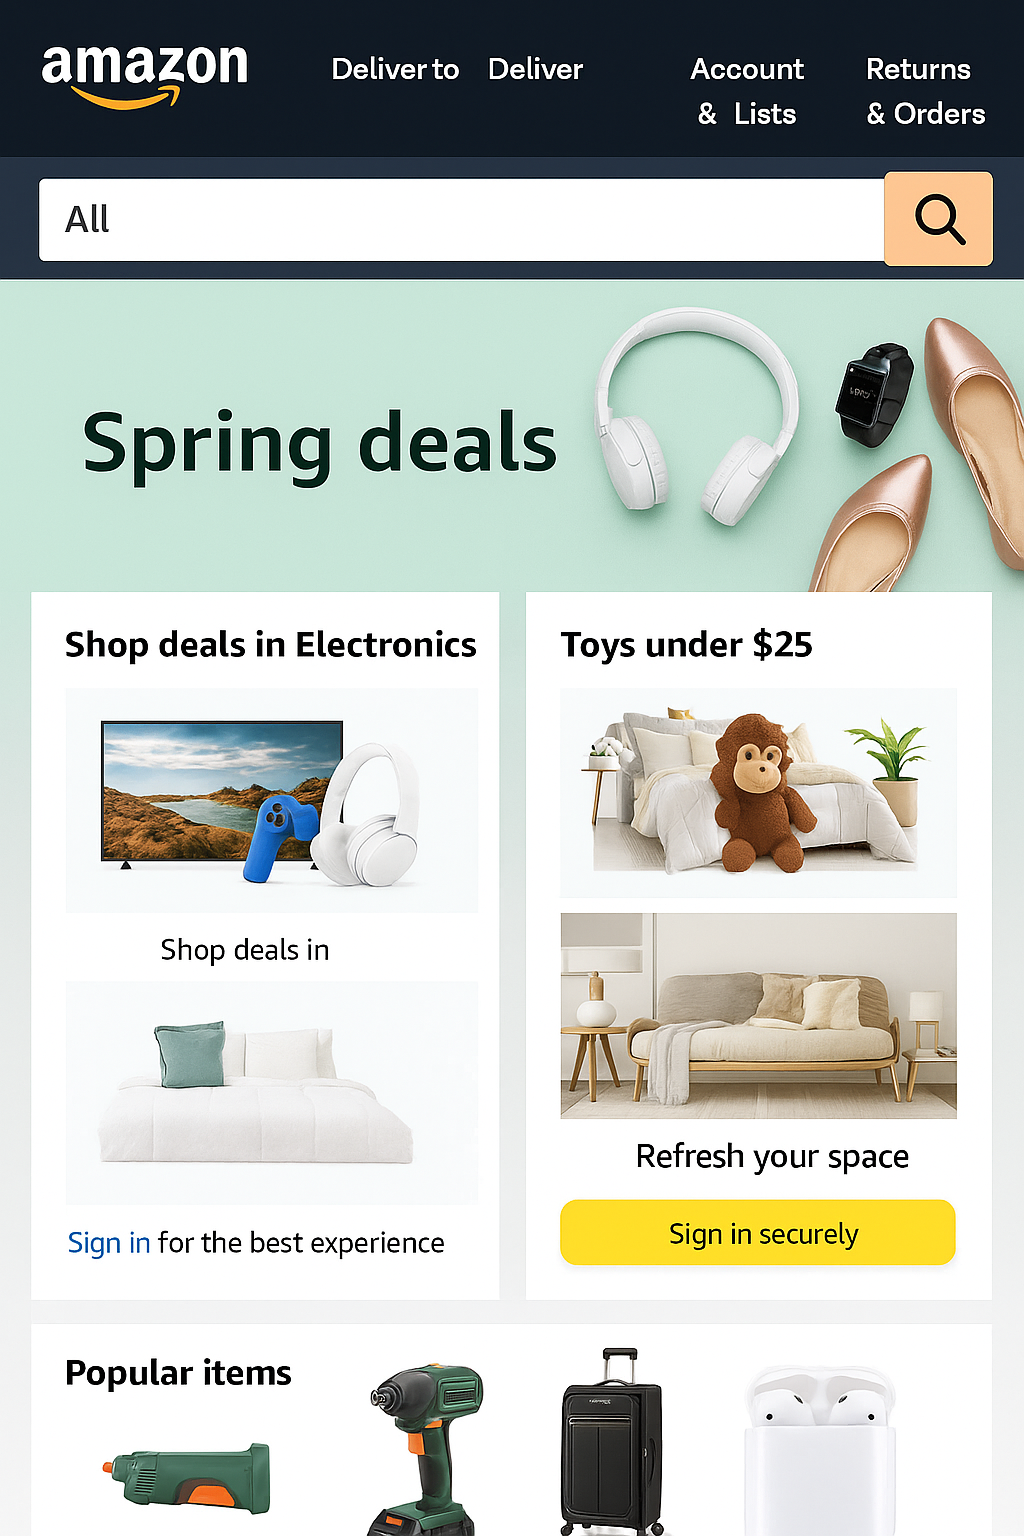 amazon
Deliver to Deliver
Account
& Lists
Returns
& Orders
All
Spring deals
Shop deals in Electronics
Shop deals in
Sign in for the best experience
Toys under $25
Refresh your space
Sign in securely
Popular items